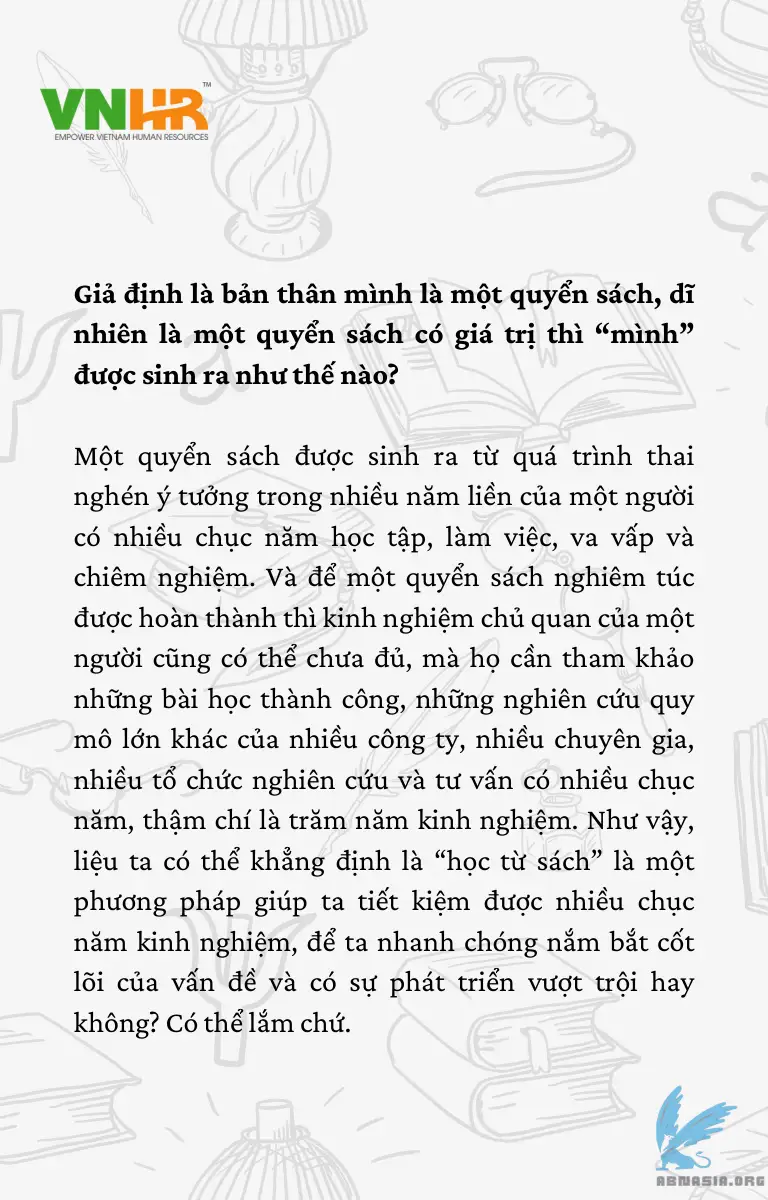 VNHR™
EMPOWER VIETNAM HUMAN RESOURCES
Giả định là bản thân mình là một quyển sách, dĩ
nhiên là một quyển sách có giá trị thì “mình”
được sinh ra như thế nào?
Một quyển sách được sinh ra từ quá trình thai
nghén ý tưởng trong nhiều năm liền của một người
có nhiều chục năm học tập, làm việc, va vấp và
chiêm nghiệm. Và để một quyển sách nghiêm túc
được hoàn thành thì kinh nghiệm chủ quan của một
người cũng có thể chưa đủ, mà họ cần tham khảo
những bài học thành công, những nghiên cứu quy
mô lớn khác của nhiều công ty, nhiều chuyên gia,
nhiều tổ chức nghiên cứu và tư vấn có nhiều chục
năm, thậm chí là trăm năm kinh nghiệm. Như vậy,
liệu ta có thể khẳng định là “học từ sách” là một
phương pháp giúp ta tiết kiệm được nhiều chục
năm kinh nghiệm, để ta nhanh chóng nắm bắt cốt
lõi của vấn đề và có sự phát triển vượt trội hay
không? Có thể lắm chứ.
ABNASIA.ORG